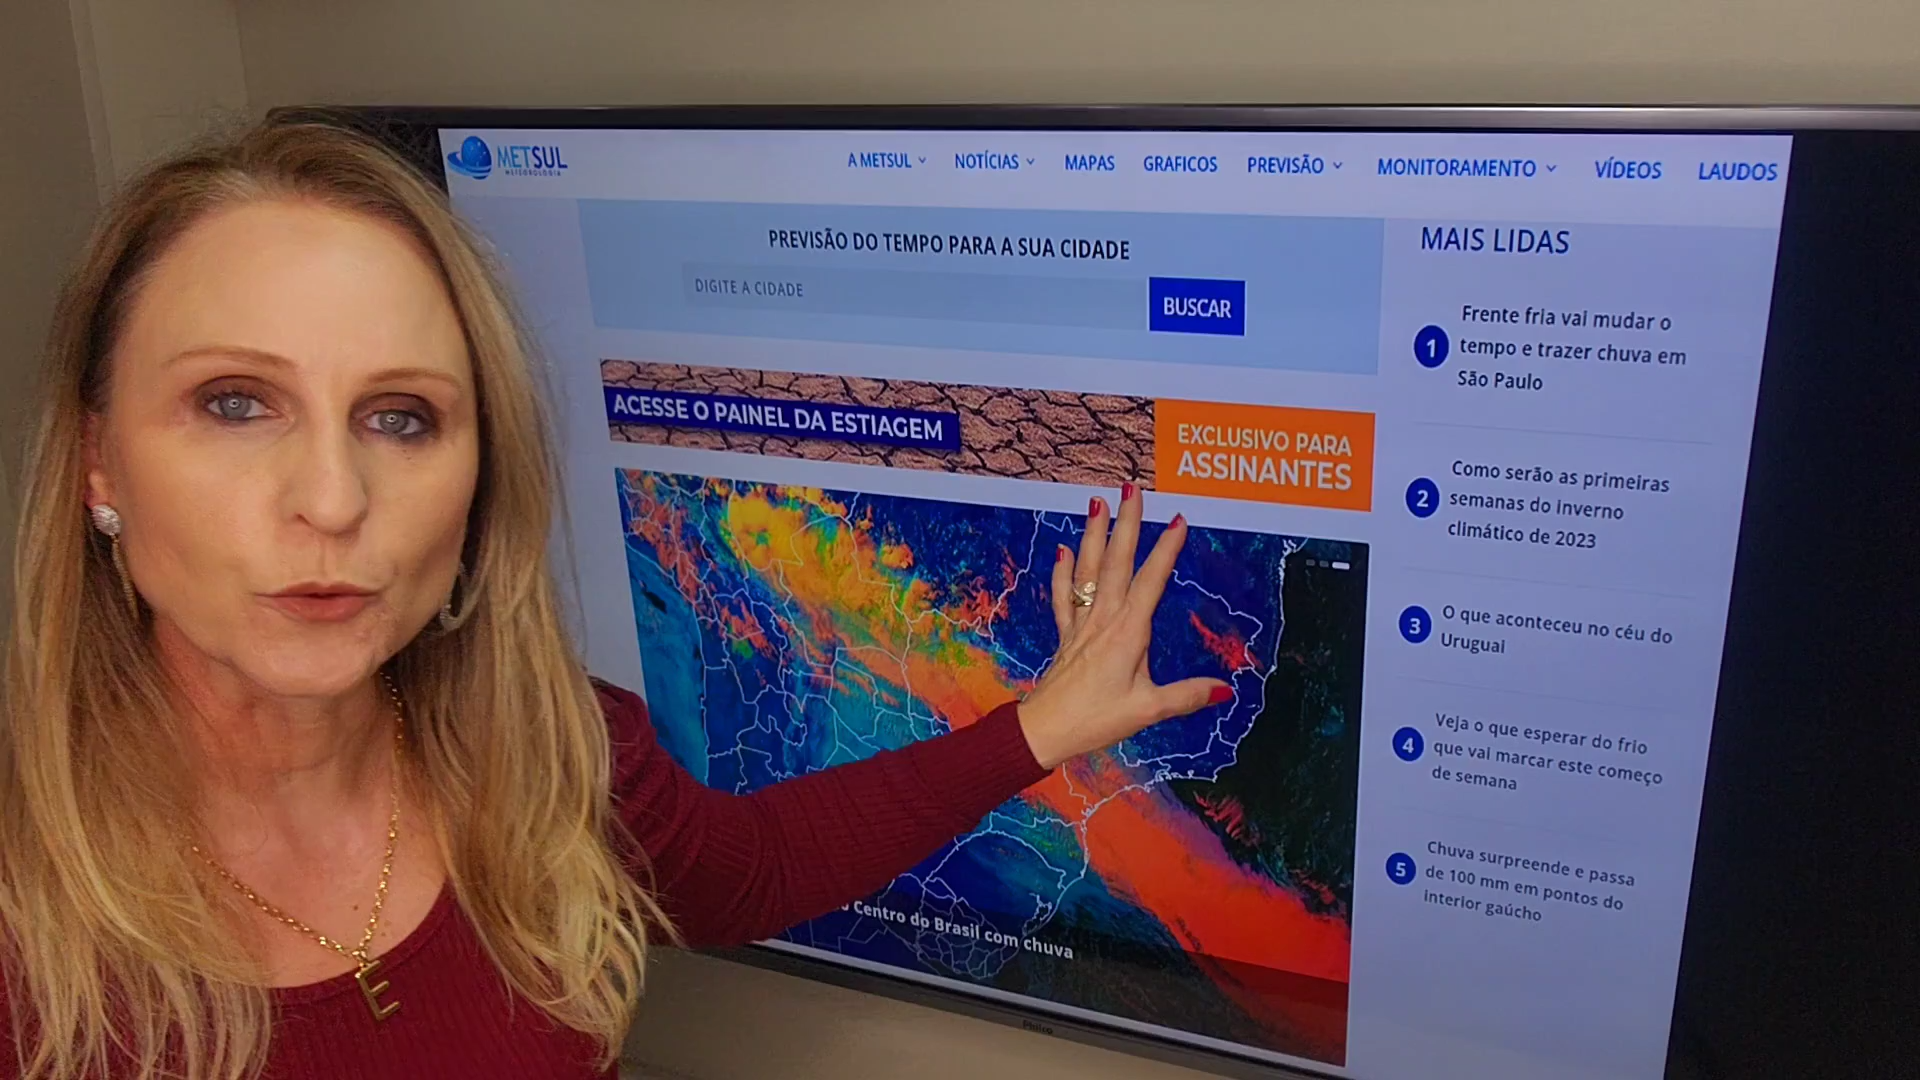 METSUL
METEOROLOGIA
A METSUL
NOTÍCIAS
MAPAS
GRAFICOS
PREVISÃO
MONITORAMENTO
VÍDEOS
LAUDOS
PREVISÃO DO TEMPO PARA A SUA CIDADE
DIGITE A CIDADE
BUSCAR
ACESSE O PAINEL DA ESTIAGEM
EXCLUSIVO PARA
ASSINANTES
Centro do Brasil com chuva
MAIS LIDAS
1
Frente fria vai mudar o
tempo e trazer chuva em
São Paulo
2
Como serão as primeiras
semanas do inverno
climático de 2023
3
O que aconteceu no céu do
Uruguai
4
Veja o que esperar do frio
que vai marcar este começo
de semana
5
Chuva surpreende e passa
de 100 mm em pontos do
interior gaúcho
Philco
E